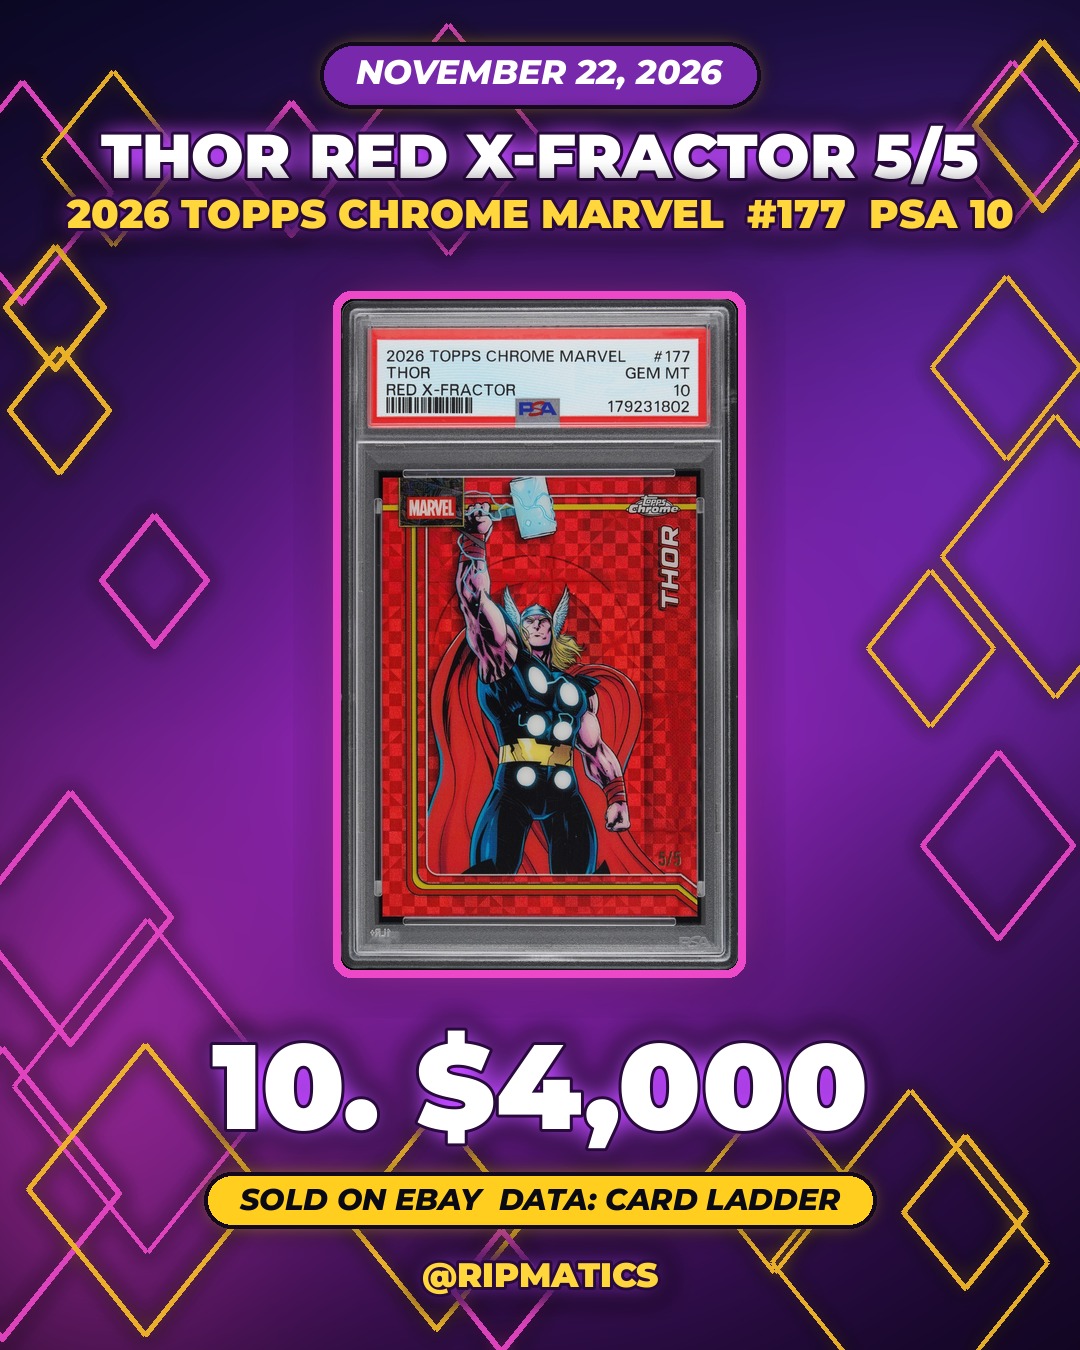 NOVEMBER 22, 2026
THOR RED X-FRACTOR 5/5
2026 TOPPS CHROME MARVEL #177 PSA 10
2026 TOPPS CHROME MARVEL #177
THOR GEM MT
RED X-FRACTOR 10
PSA 179231802
MARVEL
Topps Chrome
THOR
5/5
PSA
10. $4,000
SOLD ON EBAY DATA: CARD LADDER
@RIPMATICS